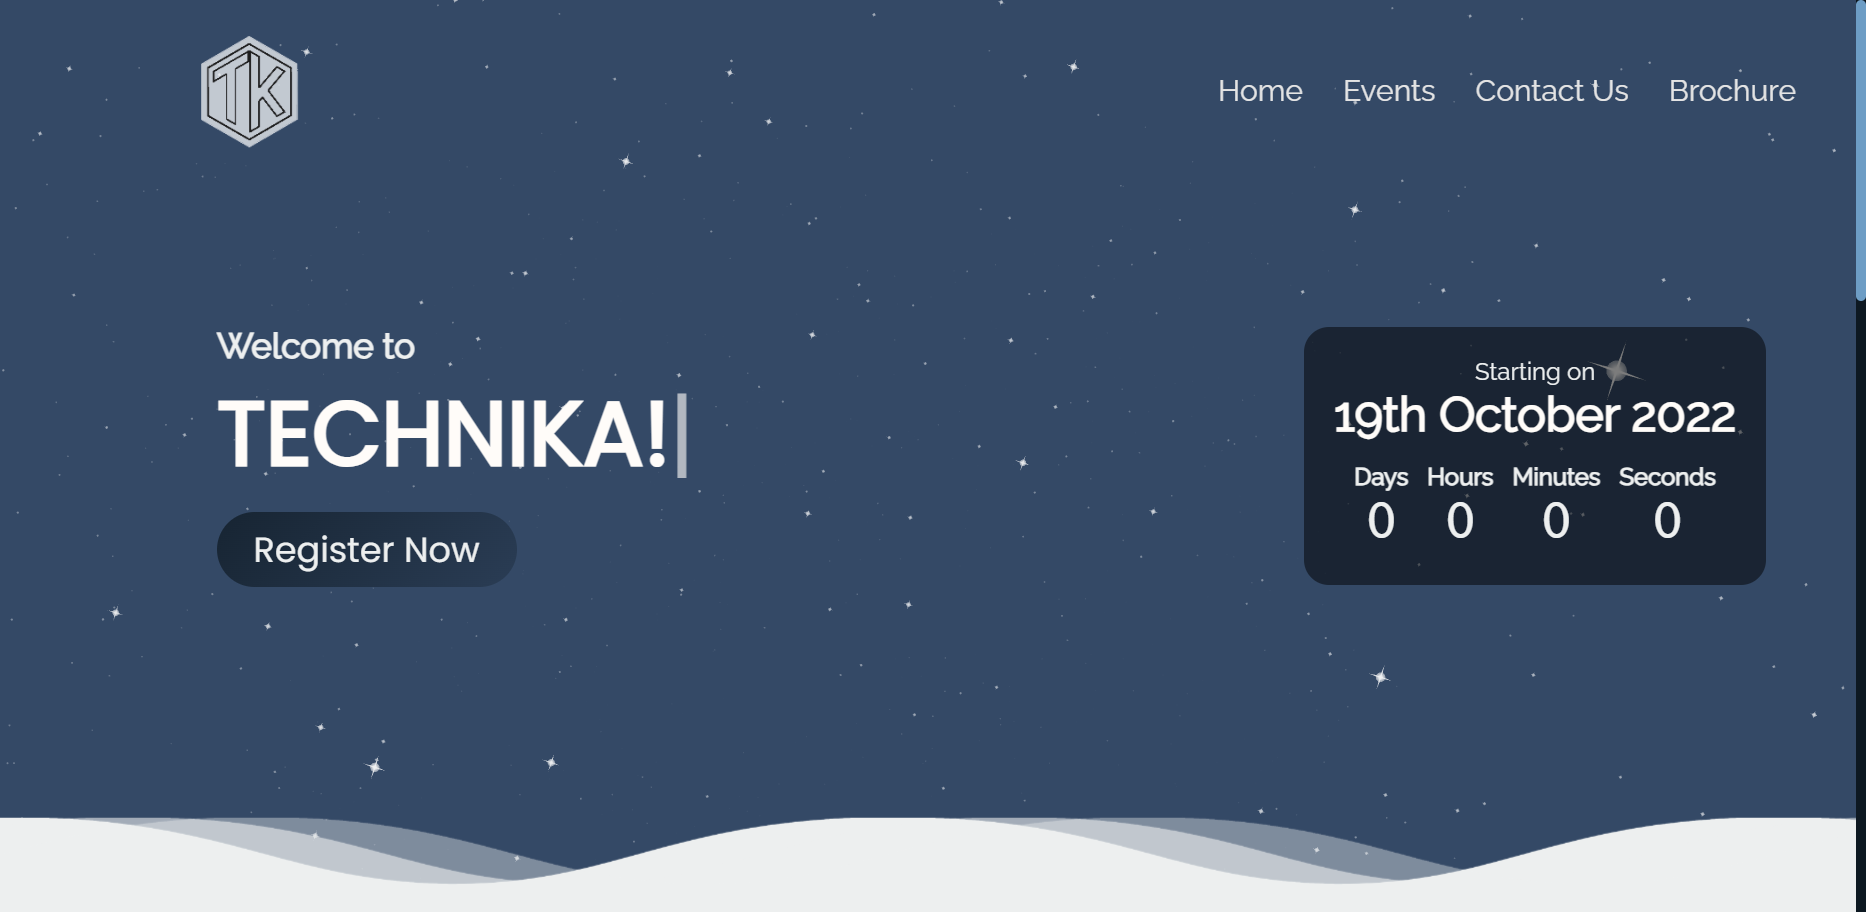 TK
Home Events Contact Us Brochure
Welcome to
TECHNIKA!
Register Now
Starting on
19th October 2022
Days Hours Minutes Seconds
0 0 0 0